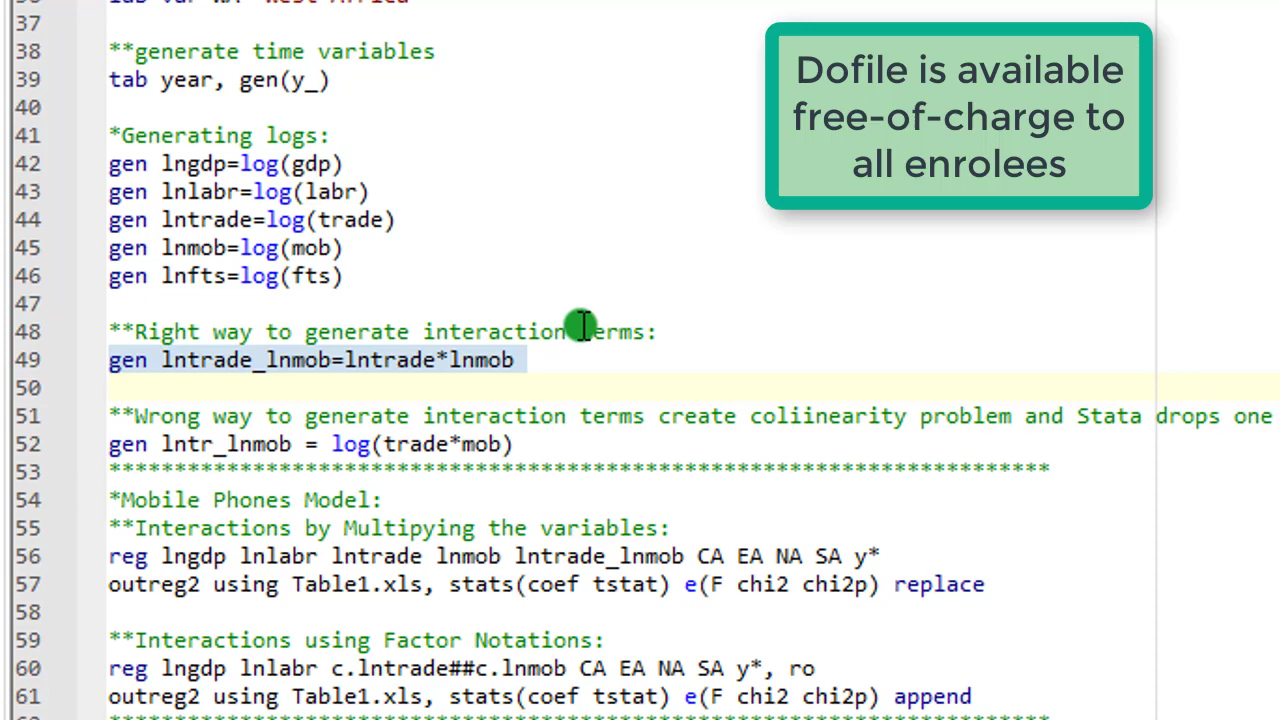 37
38 **generate time variables
39 tab year, gen(y_)
40
41 *Generating logs:
42 gen lngdp=log(gdp)
43 gen lnlabr=log(labr)
44 gen lntrade=log(trade)
45 gen lnmob=log(mob)
46 gen lnfts=log(fts)
47
48 **Right way to generate interaction terms:
49 gen lntrade_lnmob=lntrade*lnmob
50
51 **Wrong way to generate interaction terms create coliinearity problem and Stata drops one
52 gen lntr_lnmob = log(trade*mob)
53 ************************************************************************
54 *Mobile Phones Model:
55 **Interactions by Multipying the variables:
56 reg lngdp lnlabr lntrade lnmob lntrade_lnmob CA EA NA SA y*
57 outreg2 using Table1.xls, stats(coef tstat) e(F chi2 chi2p) replace
58
59 **Interactions using Factor Notations:
60 reg lngdp lnlabr c.lntrade##c.lnmob CA EA NA SA y*, ro
61 outreg2 using Table1.xls, stats(coef tstat) e(F chi2 chi2p) append
Dofile is available
free-of-charge to
all enrolees